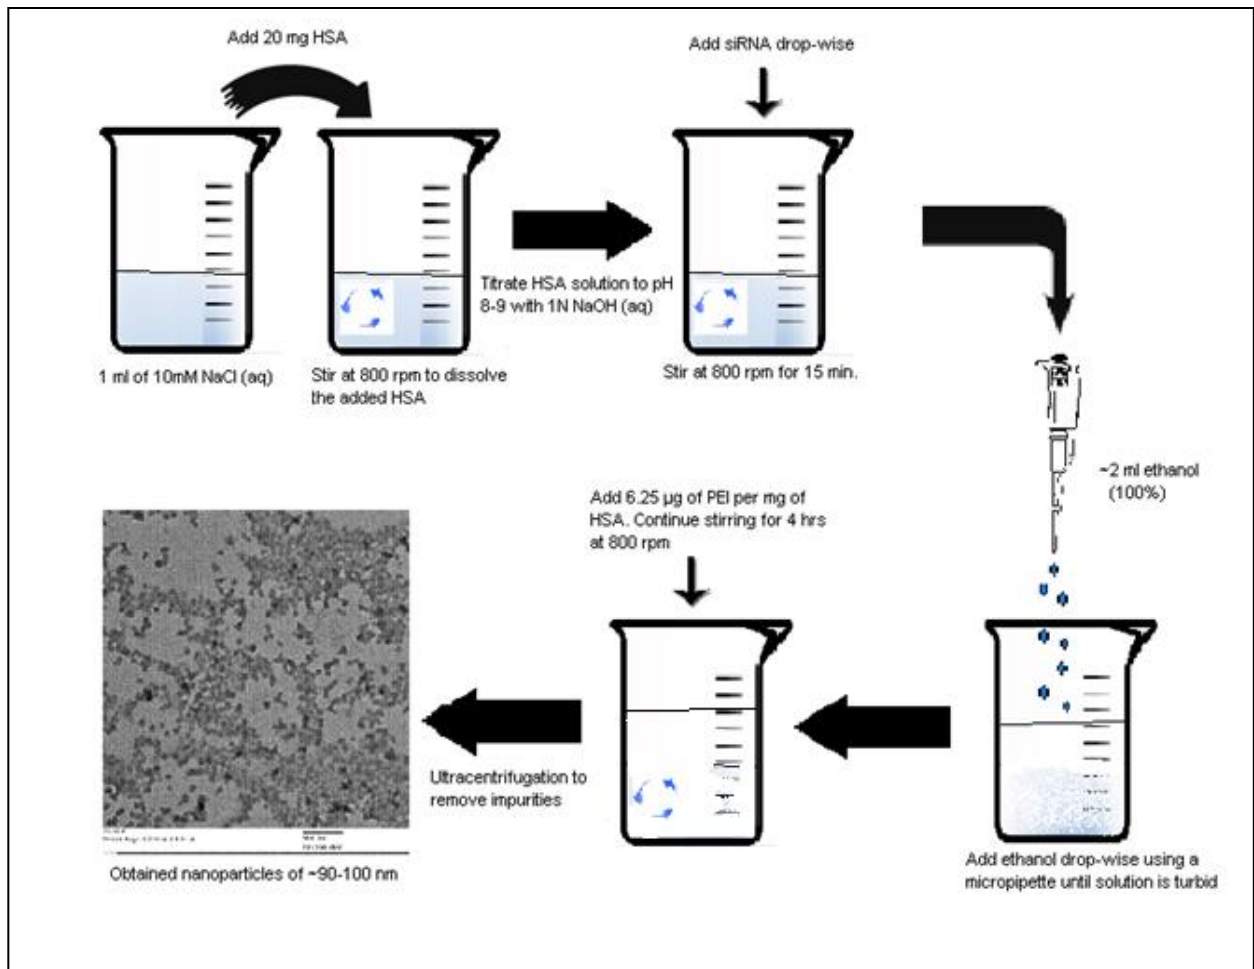 Add 20 mg HSA
Add siRNA drop-wise
1 ml of 10mM NaCl (aq)
Stir at 800 rpm to dissolve
the added HSA
Titrate HSA solution to pH
8-9 with 1N NaOH (aq)
Stir at 800 rpm for 15 min.
~2 ml ethanol
(100%)
Add ethanol drop-wise using a
micropipette until solution is turbid
Add 6.25 µg of PEI per mg of
HSA. Continue stirring for 4 hrs
at 800 rpm
Ultracentrifugation to
remove impurities
Obtained nanoparticles of ~90-100 nm